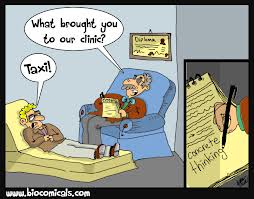 What brought you
to our clinic?
Taxi!
Diploma
concrete
thinking
www.biocomicals.com